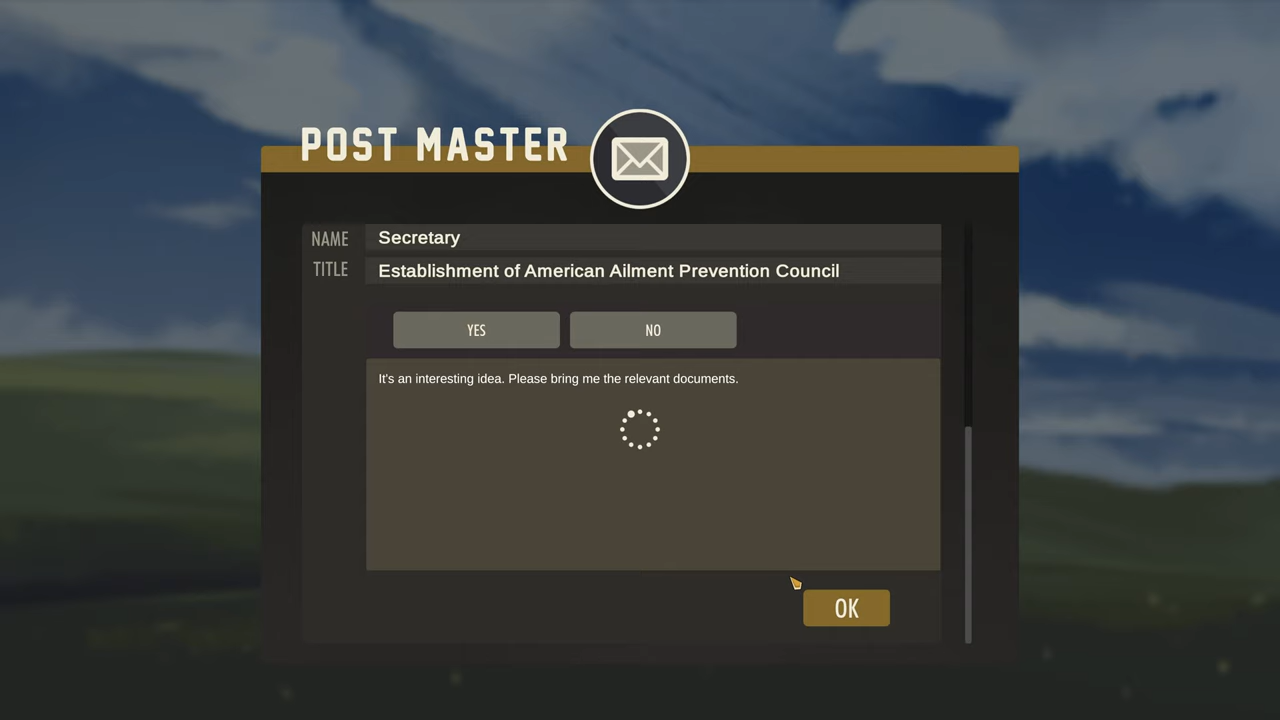 POST MASTER
NAME Secretary
TITLE Establishment of American Ailment Prevention Council
YES NO
It's an interesting idea. Please bring me the relevant documents.
OK